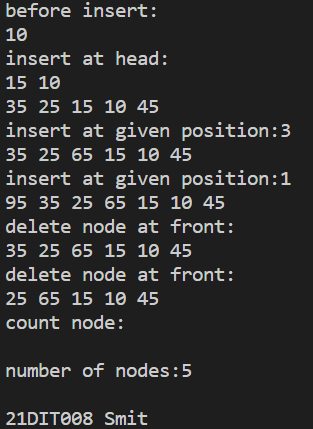 before insert:
10
insert at head:
15 10
35 25 15 10 45
insert at given position:3
35 25 65 15 10 45
insert at given position:1
95 35 25 65 15 10 45
delete node at front:
35 25 65 15 10 45
delete node at front:
25 65 15 10 45
count node:
number of nodes:5
21DIT008 Smit